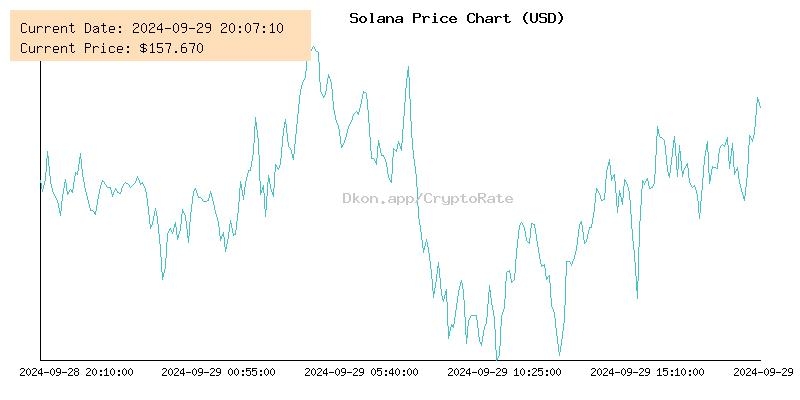 Solana Price Chart (USD)
Current Date: 2024-09-29 20:07:10
Current Price: $157.670
Dkon.app/CryptoRate
2024-09-28 20:10:00 2024-09-29 00:55:00 2024-09-29 05:40:00 2024-09-29 10:25:00 2024-09-29 15:10:00 2024-09-29